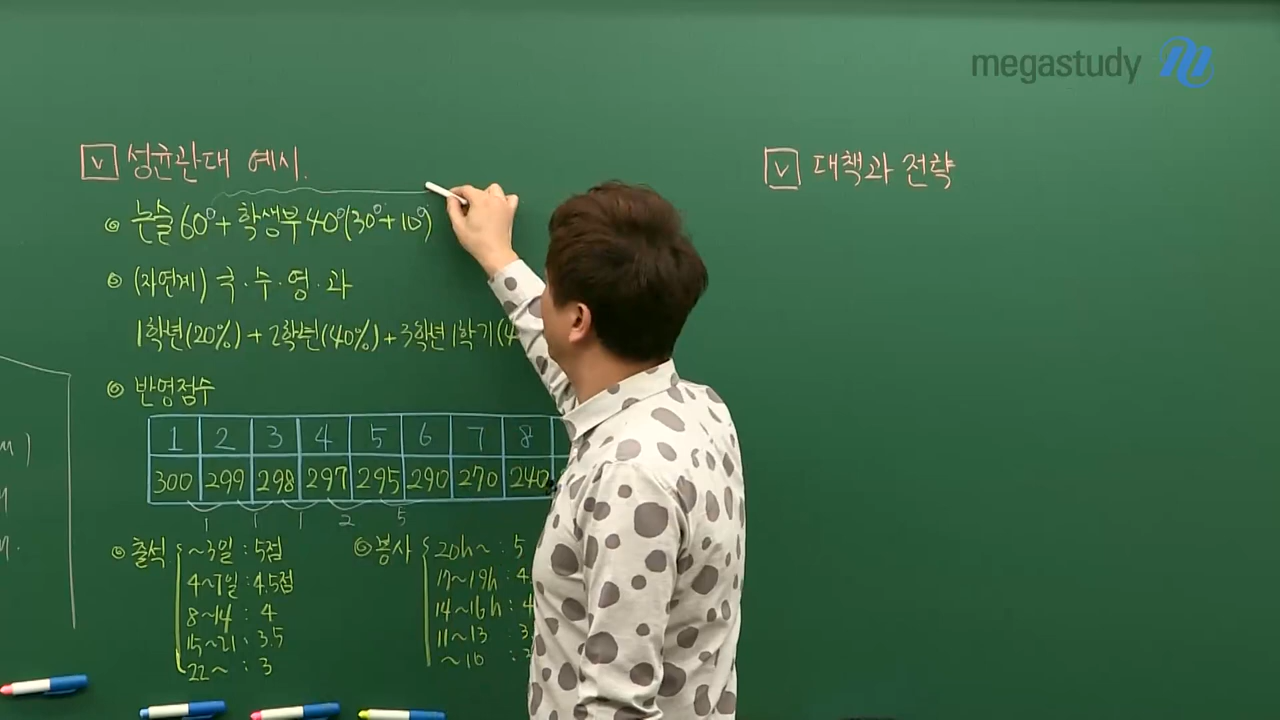 megastudy
v 성균관대 예시.
⊙ 논술 60%+ 학생부 40%(30%+10%)
⊙ (자연계) 국·수·영·과
1학년(20%) + 2학년(40%) + 3학년 1학기(4
⊙ 반영점수
1 2 3 4 5 6 7 8
300 299 298 297 295 290 270 240
1 1 1 2 5
⊙ 출석 ~3일 : 5점
4~7일 : 4.5점
8~14 : 4
15~21 : 3.5
22~ : 3
⊙ 봉사 20h~ : 5
17~19h : 4.
14~16h : 4
11~13 : 3.
~10 :
v 대책과 전략